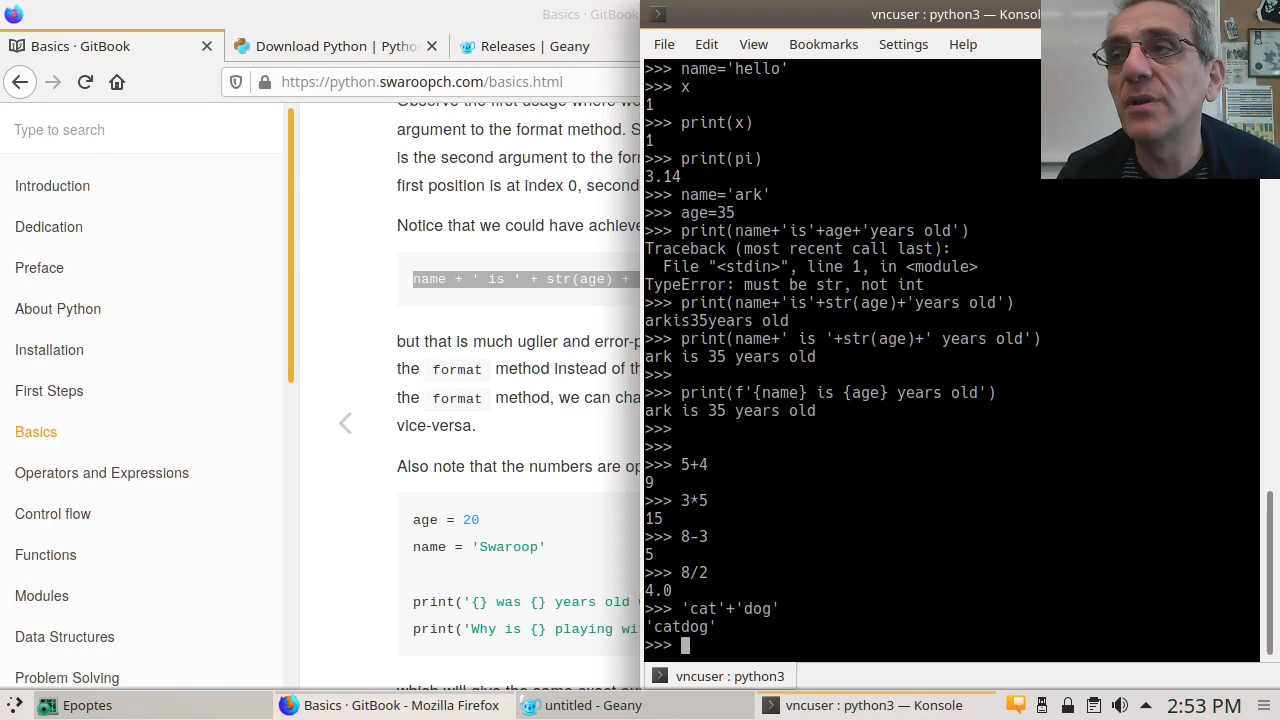 Basics · GitBook
vncuser : python3 — Konsole
Basics · GitBook
Download Python | Pytho
Releases | Geany
https://python.swaroopch.com/basics.html
File Edit View Bookmarks Settings Help
Type to search
Introduction
Dedication
Preface
About Python
Installation
First Steps
Basics
Operators and Expressions
Control flow
Functions
Modules
Data Structures
Problem Solving
argument to the format method. S
is the second argument to the for
first position is at index 0, second
Notice that we could have achieve
name + ' is ' + str(age) +
but that is much uglier and error-p
the format method instead of th
the format method, we can cha
vice-versa.
Also note that the numbers are op
age = 20
name = 'Swaroop'
print('{} was {} years old w
print('Why is {} playing wi
>>> name='hello'
>>> x
1
>>> print(x)
1
>>> print(pi)
3.14
>>> name='ark'
>>> age=35
>>> print(name+'is'+age+'years old')
Traceback (most recent call last):
File "<stdin>", line 1, in <module>
TypeError: must be str, not int
>>> print(name+'is'+str(age)+'years old')
arkis35years old
>>> print(name+' is '+str(age)+' years old')
ark is 35 years old
>>>
>>> print(f'{name} is {age} years old')
ark is 35 years old
>>>
>>>
>>> 5+4
9
>>> 3*5
15
>>> 8-3
5
>>> 8/2
4.0
>>> 'cat'+'dog'
'catdog'
>>>
vncuser : python3
Epoptes
Basics · GitBook - Mozilla Firefox
untitled - Geany
vncuser : python3 — Konsole
2:53 PM